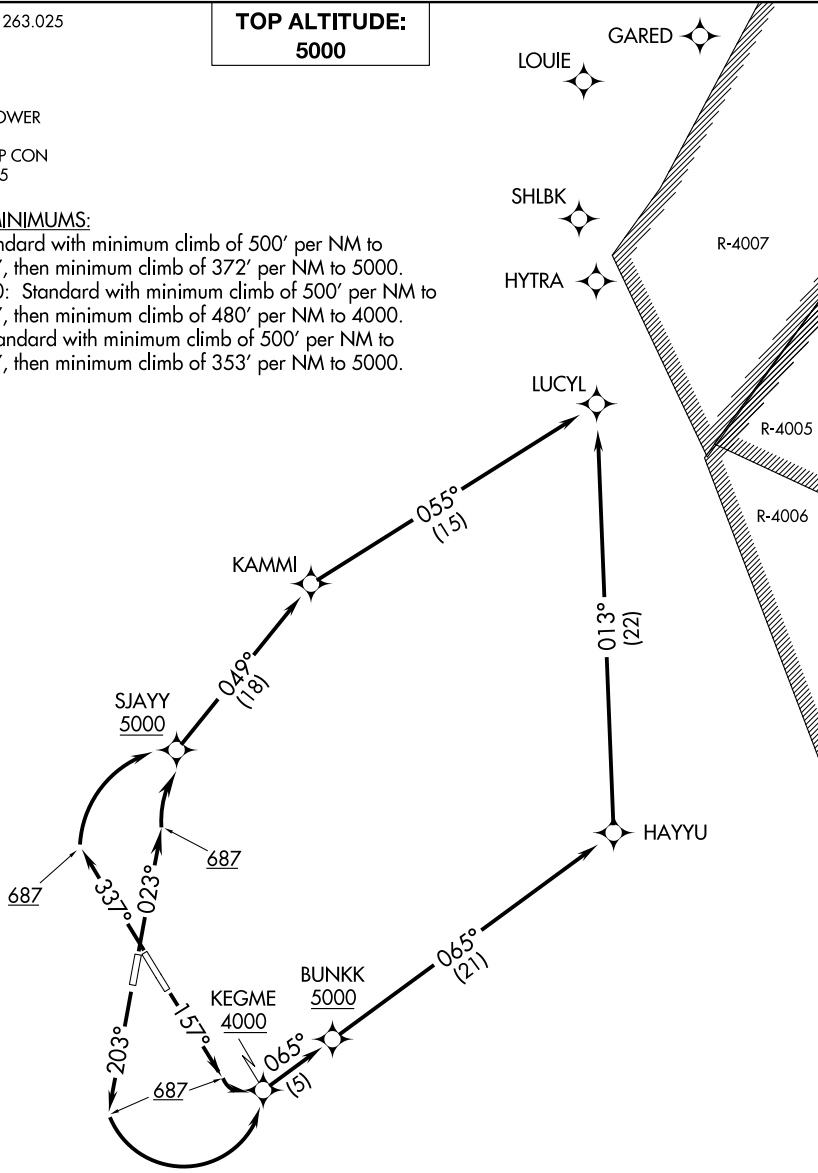 263.025
TOP ALTITUDE:
5000
GARED
LOUIE
OWER
P CON
5
SHLBK
MINIMUMS:
ndard with minimum climb of 500′ per NM to
′, then minimum climb of 372′ per NM to 5000.
0: Standard with minimum climb of 500′ per NM to
′, then minimum climb of 480′ per NM to 4000.
andard with minimum climb of 500′ per NM to
′, then minimum climb of 353′ per NM to 5000.
R-4007
HYTRA
LUCYL
R-4005
R-4006
055°
(15)
KAMMI
013°
(22)
049°
(18)
SJAYY
5000
HAYYU
687
687
337°
023°
065°
(21)
BUNKK
5000
KEGME
4000
157°
203°
065°
(5)
687